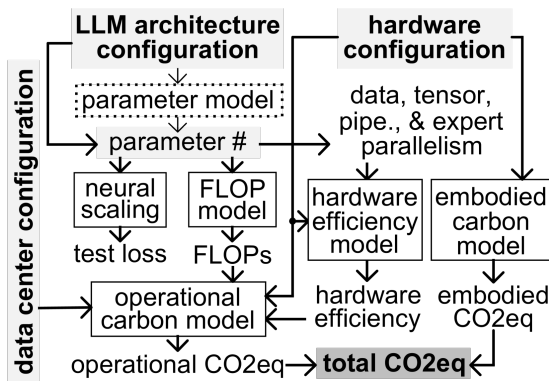 LLM architecture
configuration
hardware
configuration
data center configuration
parameter model
parameter #
data, tensor,
pipe., & expert
parallelism
neural
scaling
FLOP
model
hardware
efficiency
model
embodied
carbon
model
test loss
FLOPs
operational
carbon model
hardware
efficiency
embodied
CO2eq
operational CO2eq
total CO2eq